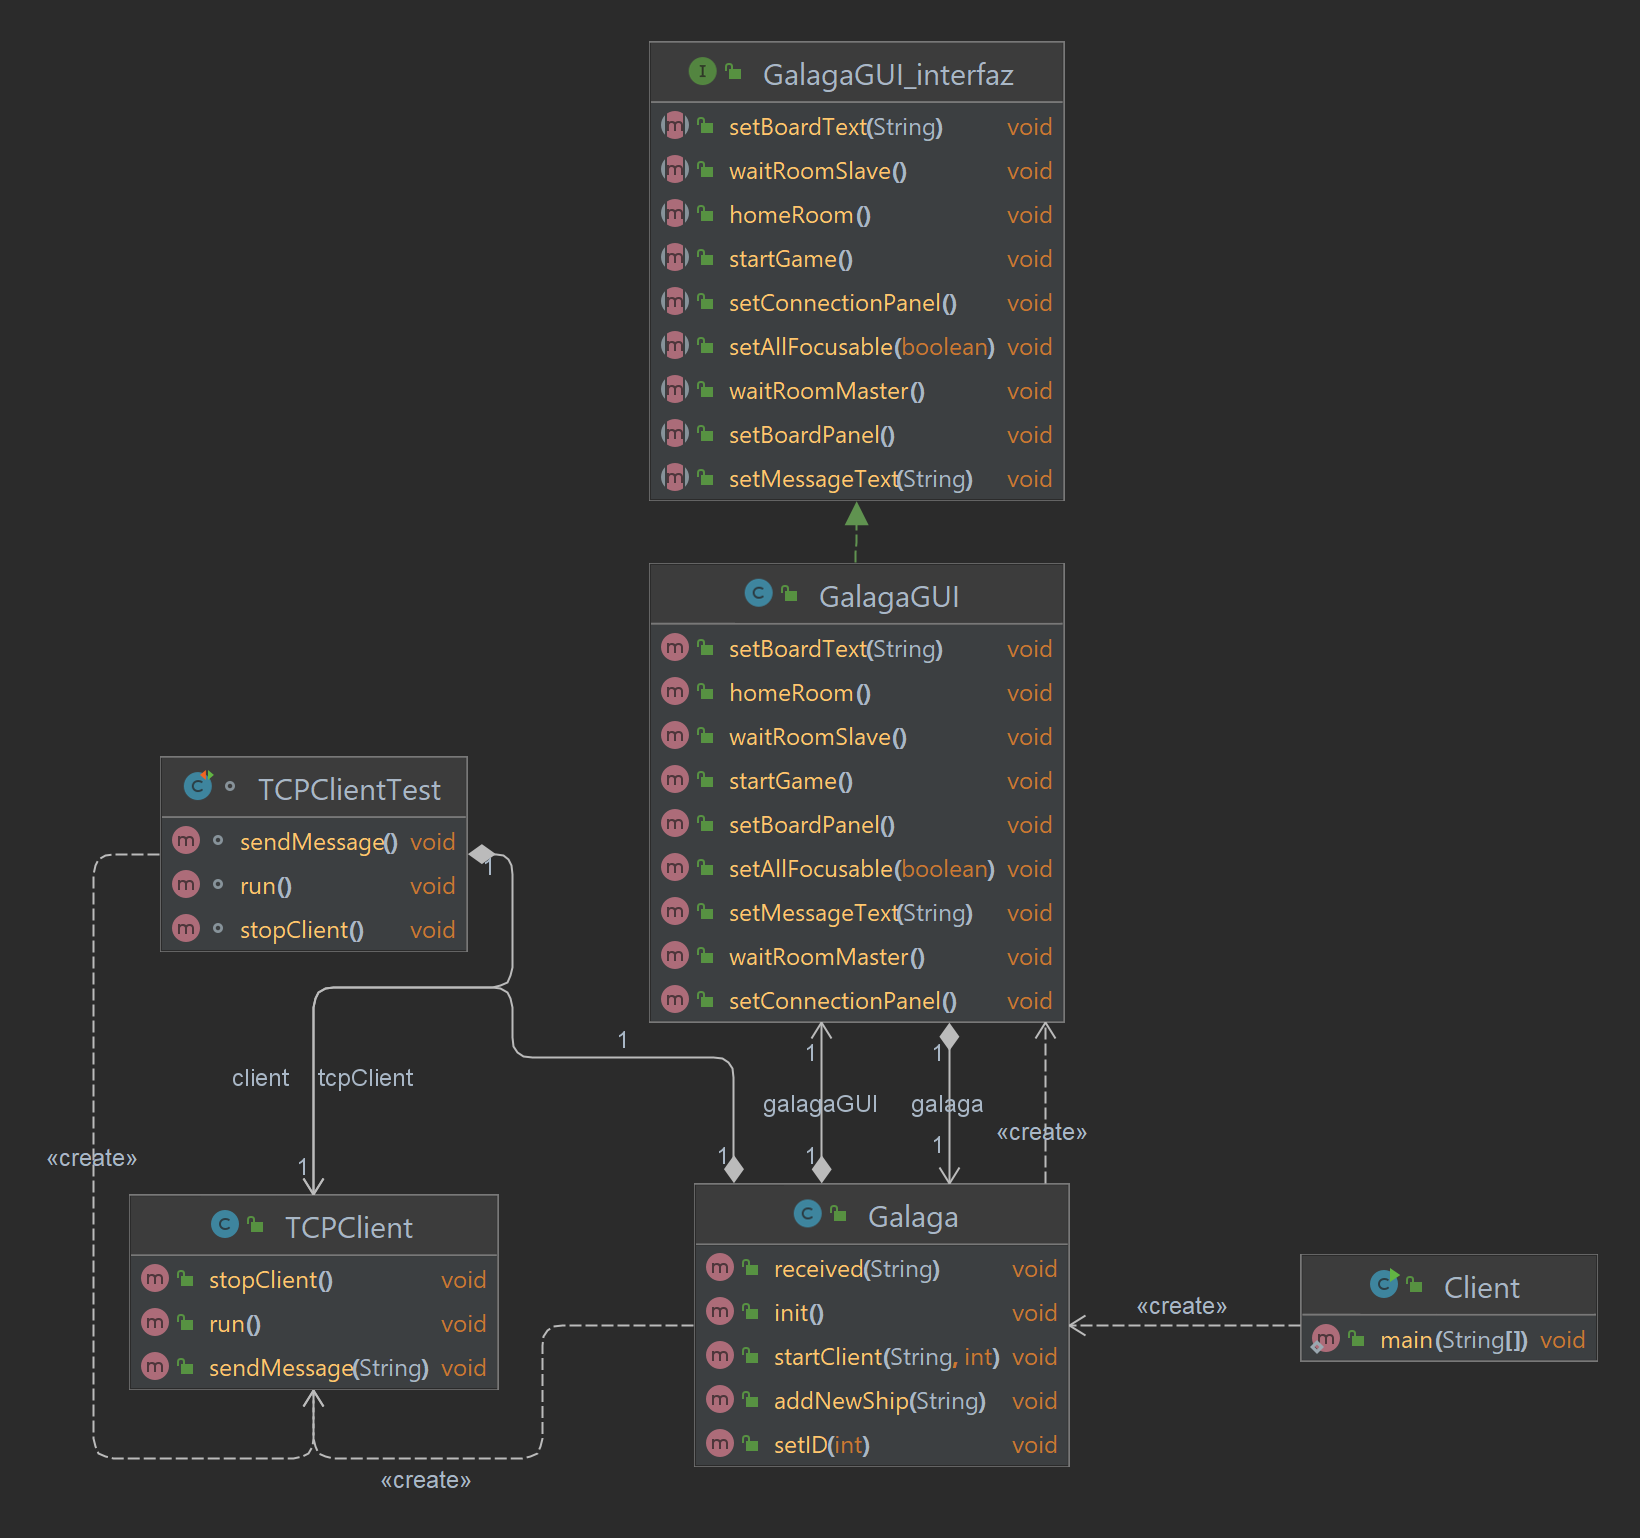 GalagaGUI_interfaz
setBoardText(String) void
waitRoomSlave() void
homeRoom() void
startGame() void
setConnectionPanel() void
setAllFocusable(boolean) void
waitRoomMaster() void
setBoardPanel() void
setMessageText(String) void
GalagaGUI
setBoardText(String) void
homeRoom() void
waitRoomSlave() void
startGame() void
setBoardPanel() void
setAllFocusable(boolean) void
setMessageText(String) void
waitRoomMaster() void
setConnectionPanel() void
TCPClientTest
sendMessage() void
run() void
stopClient() void
1
1
1
1
client
tcpClient
galagaGUI
galaga
«create»
1
1
1
«create»
1
TCPClient
stopClient() void
run() void
sendMessage(String) void
Galaga
received(String) void
init() void
startClient(String, int) void
addNewShip(String) void
setID(int) void
«create»
Client
main(String[]) void
«create»